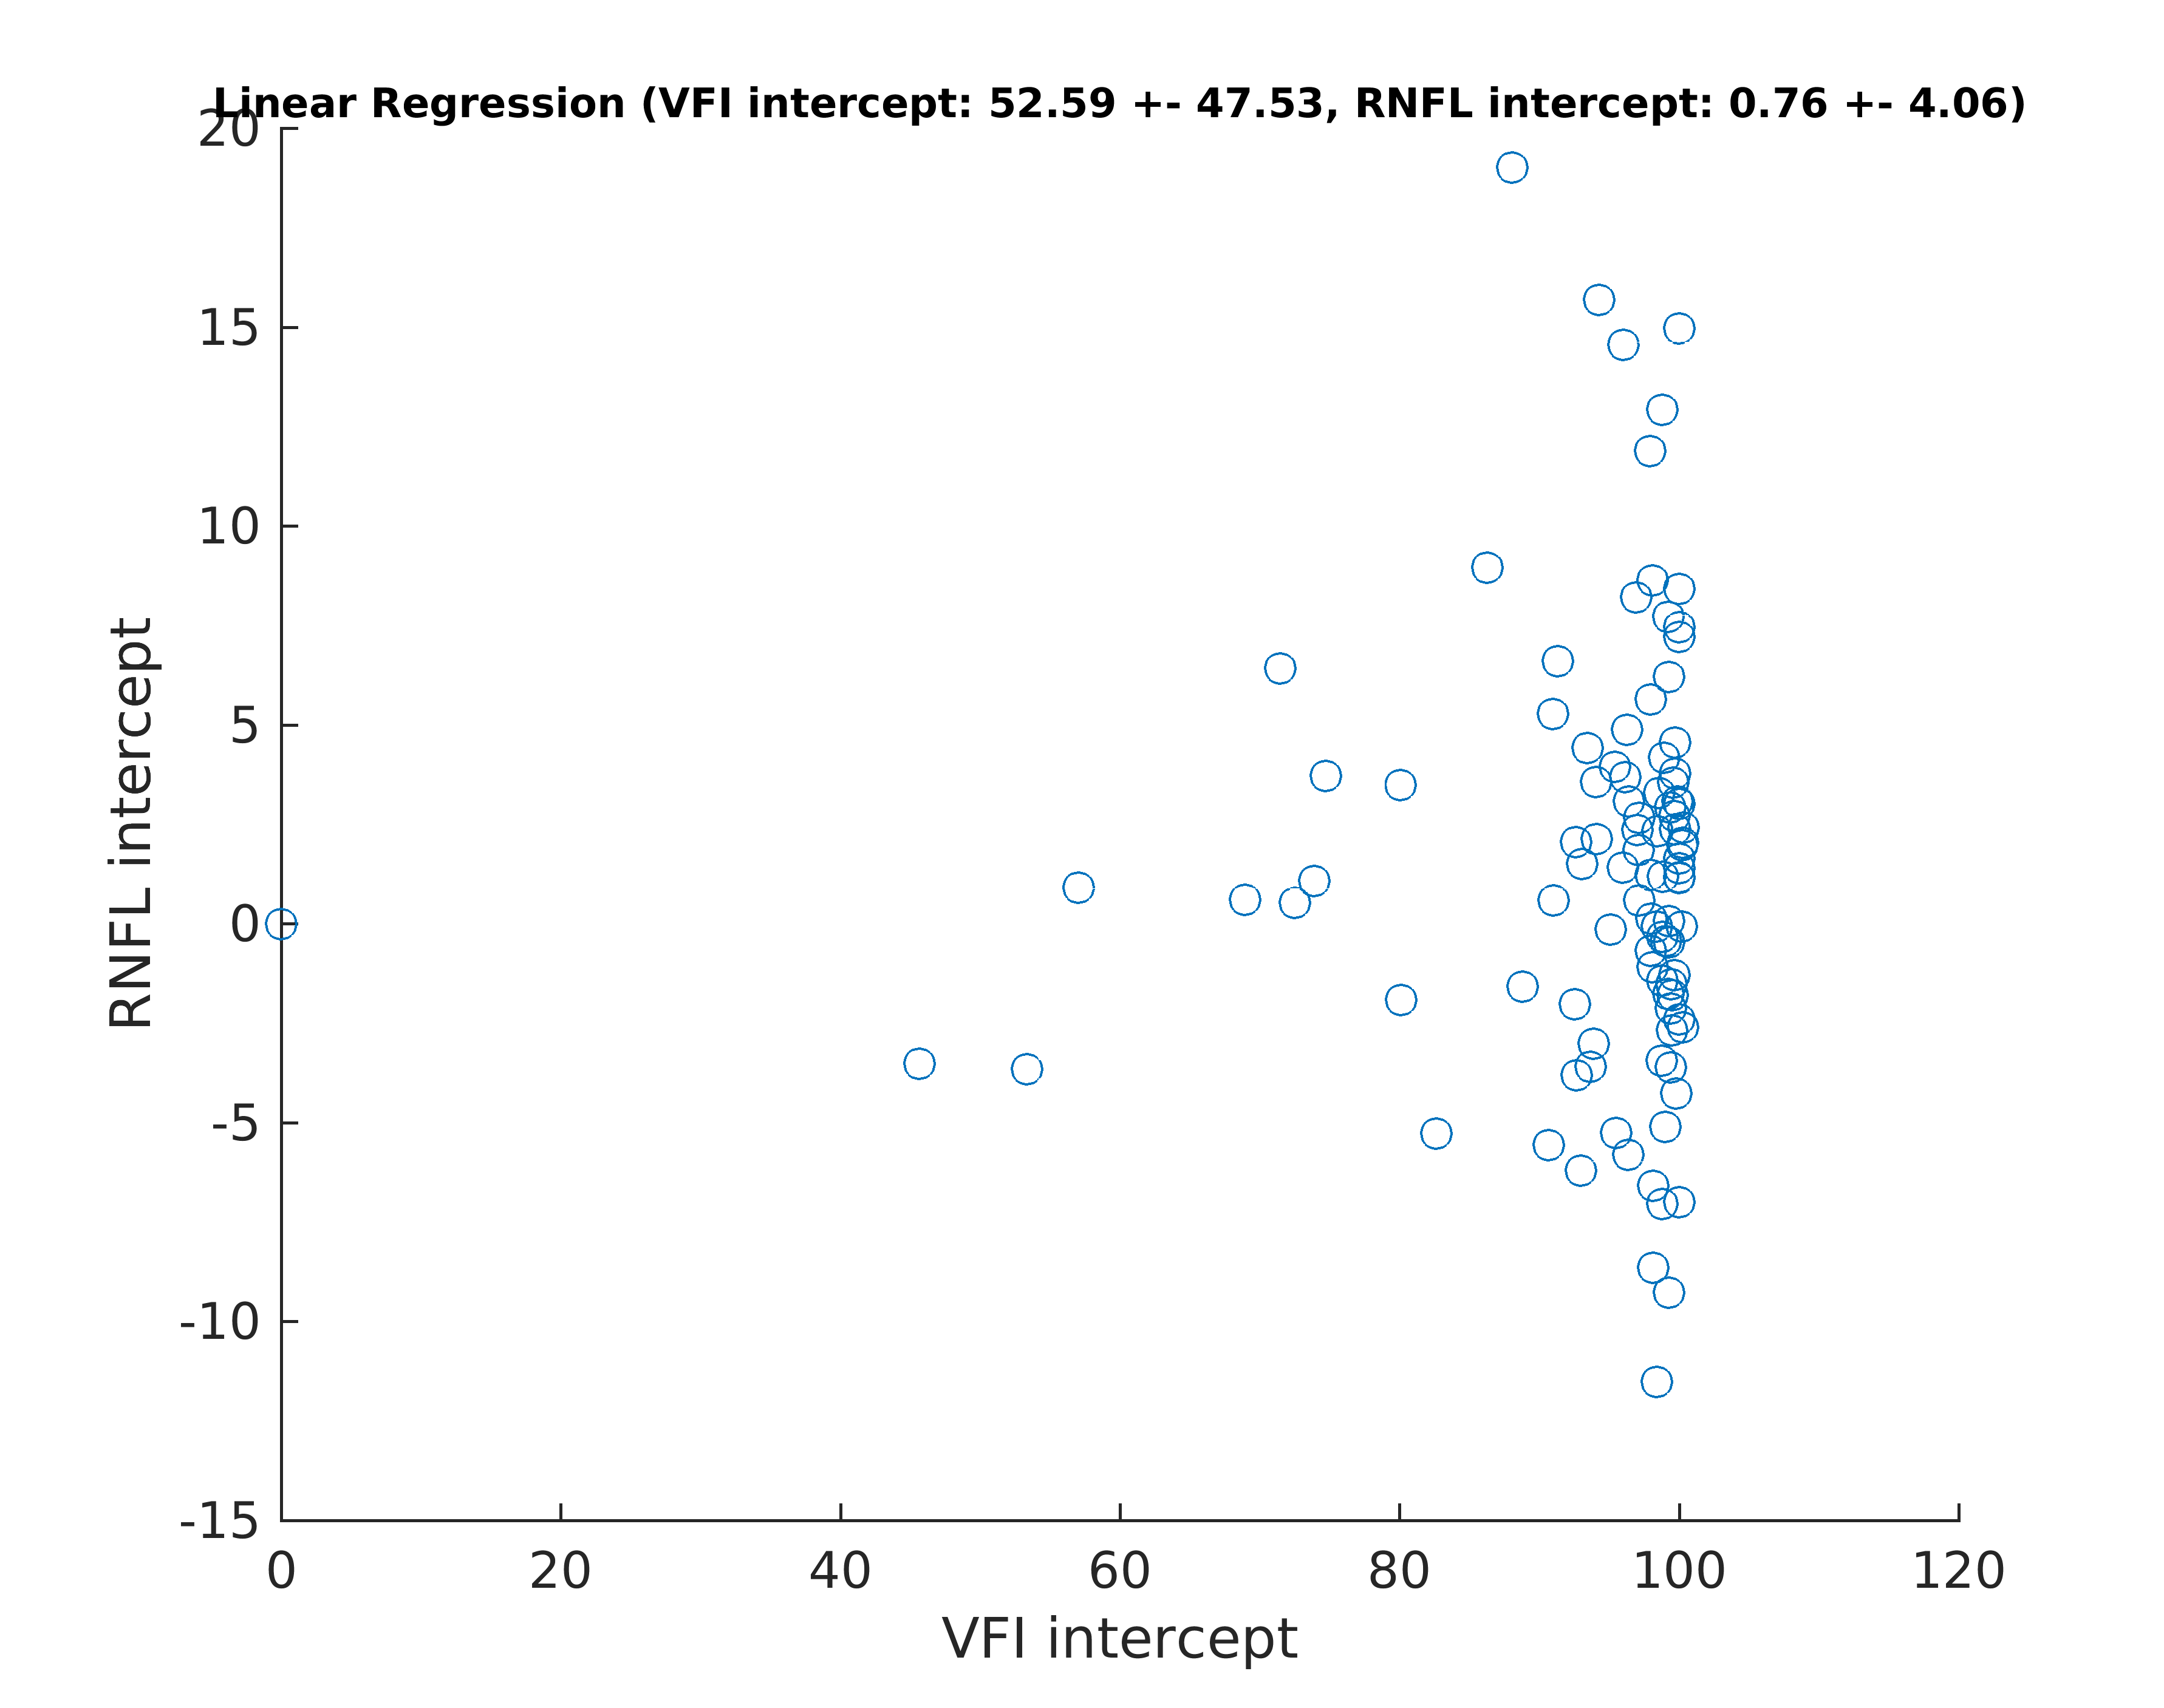 Linear Regression (VFI intercept: 52.59 +- 47.53, RNFL intercept: 0.76 +- 4.06)
20
15
10
5
0
-5
-10
-15
RNFL intercept
0 20 40 60 80 100 120
VFI intercept